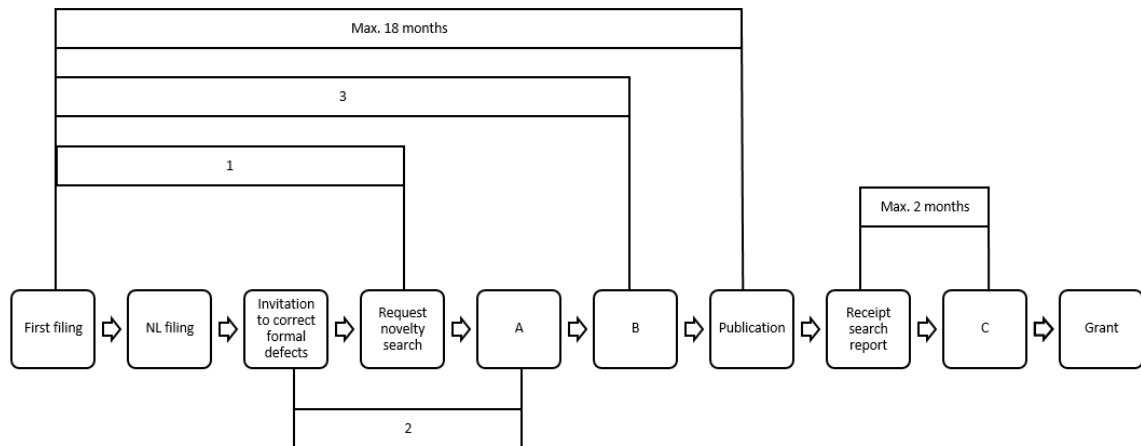 Max. 18 months
3
1
Max. 2 months
First filing
NL filing
Invitation
to correct
formal
defects
Request
novelty
search
A
B
Publication
Receipt
search
report
C
Grant
2